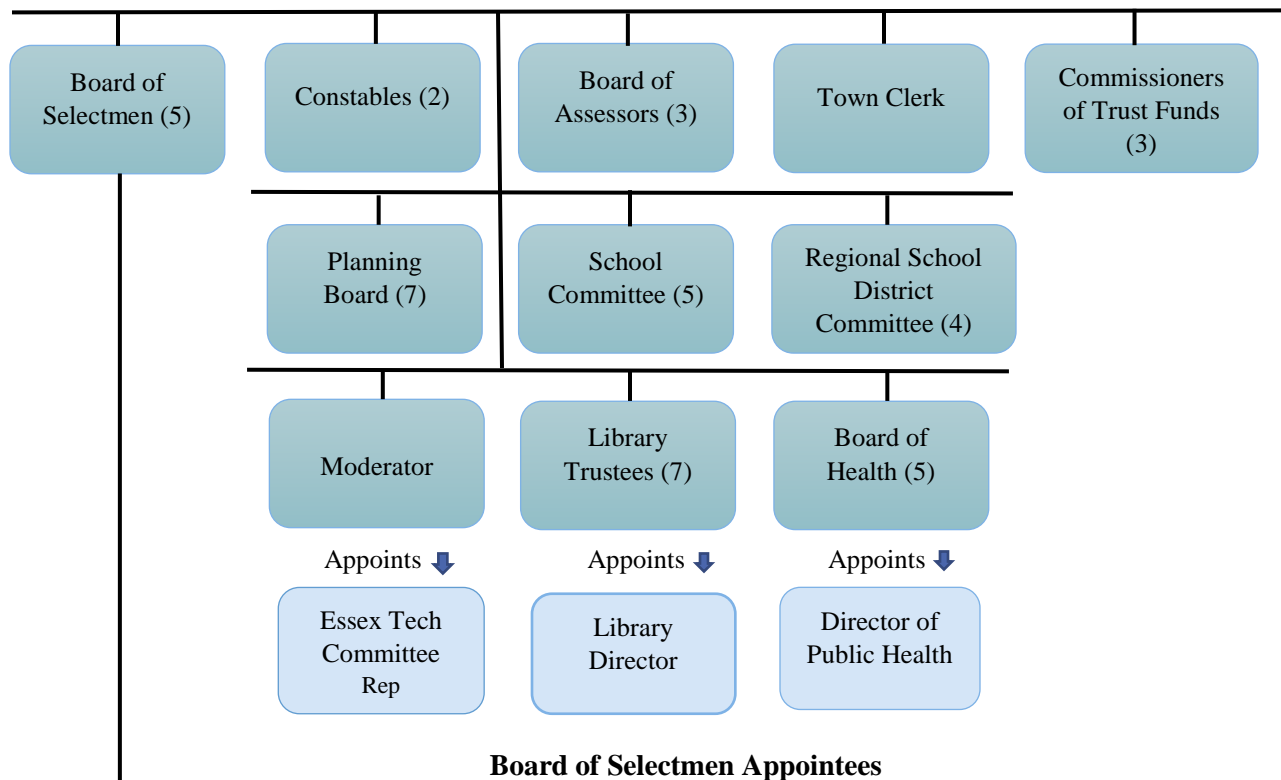 Board of
Selectmen (5)
Constables (2)
Board of
Assessors (3)
Town Clerk
Commissioners
of Trust Funds
(3)
Planning
Board (7)
School
Committee (5)
Regional School
District
Committee (4)
Moderator
Library
Trustees (7)
Board of
Health (5)
Appoints
Appoints
Appoints
Essex Tech
Committee
Rep
Library
Director
Director of
Public Health
Board of Selectmen Appointees